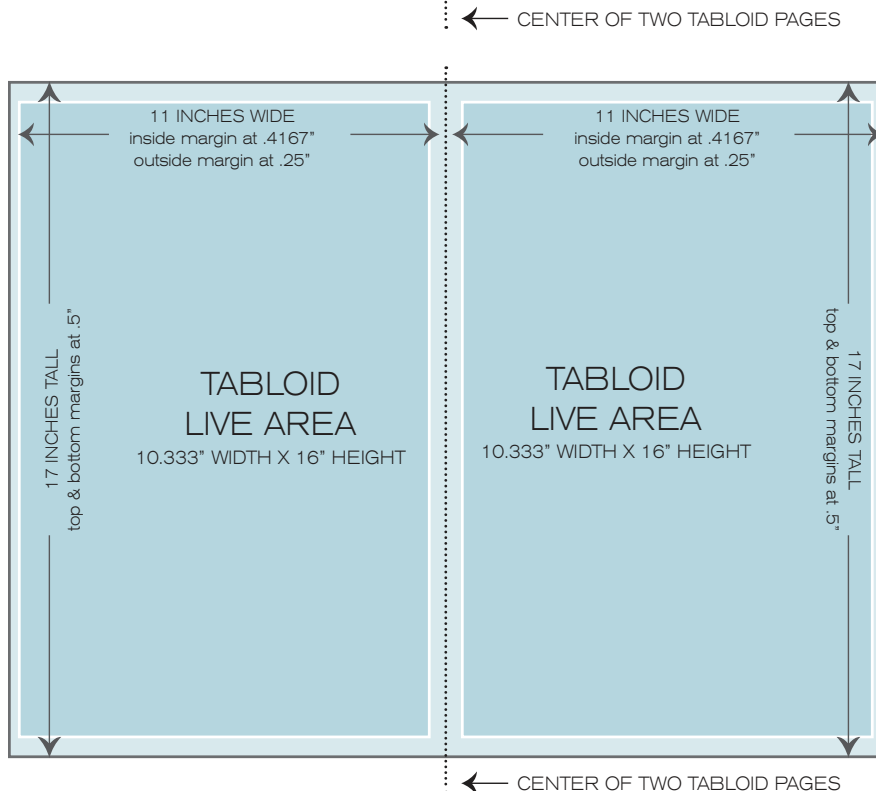 CENTER OF TWO TABLOID PAGES
11 INCHES WIDE
inside margin at .4167”
outside margin at .25”
11 INCHES WIDE
inside margin at .4167”
outside margin at .25”
17 INCHES TALL
top & bottom margins at .5”
TABLOID
LIVE AREA
10.333” WIDTH X 16” HEIGHT
TABLOID
LIVE AREA
10.333” WIDTH X 16” HEIGHT
17 INCHES TALL
top & bottom margins at .5”
CENTER OF TWO TABLOID PAGES